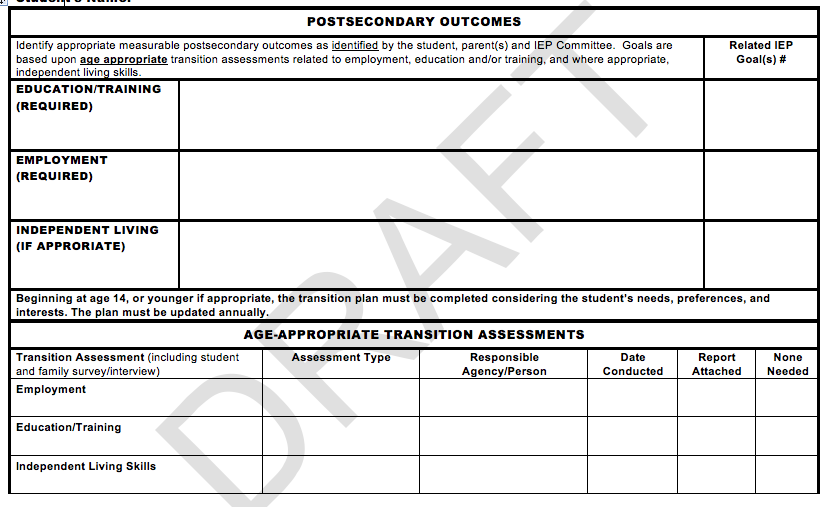 Student's Name:
POSTSECONDARY OUTCOMES
Identify appropriate measurable postsecondary outcomes as identified by the student, parent(s) and IEP Committee.  Goals are
based upon age appropriate transition assessments related to employment, education and/or training, and where appropriate,
independent living skills.
Related IEP
Goal(s) #
EDUCATION/TRAINING
(REQUIRED)
EMPLOYMENT
(REQUIRED)
INDEPENDENT LIVING
(IF APPRORIATE)
Beginning at age 14, or younger if appropriate, the transition plan must be completed considering the student's needs, preferences, and
interests. The plan must be updated annually.
AGE-APPROPRIATE TRANSITION ASSESSMENTS
Transition Assessment (including student
and family survey/interview)
Assessment Type
Responsible
Agency/Person
Date
Conducted
Report
Attached
None
Needed
Employment
Education/Training
Independent Living Skills
DRAFT